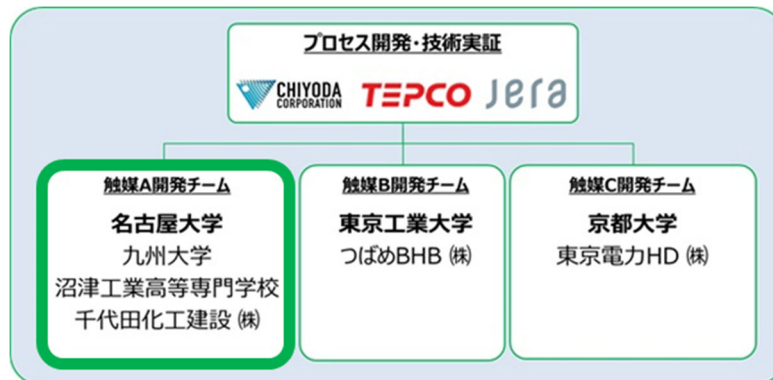 プロセス開発・技術実証
CHIYODA
CORPORATION
TEPCO
Jera
触媒A開発チーム
名古屋大学
九州大学
沼津工業高等専門学校
千代田化工建設 ㈱
触媒B開発チーム
東京工業大学
つばめBHB ㈱
触媒C開発チーム
京都大学
東京電力HD ㈱